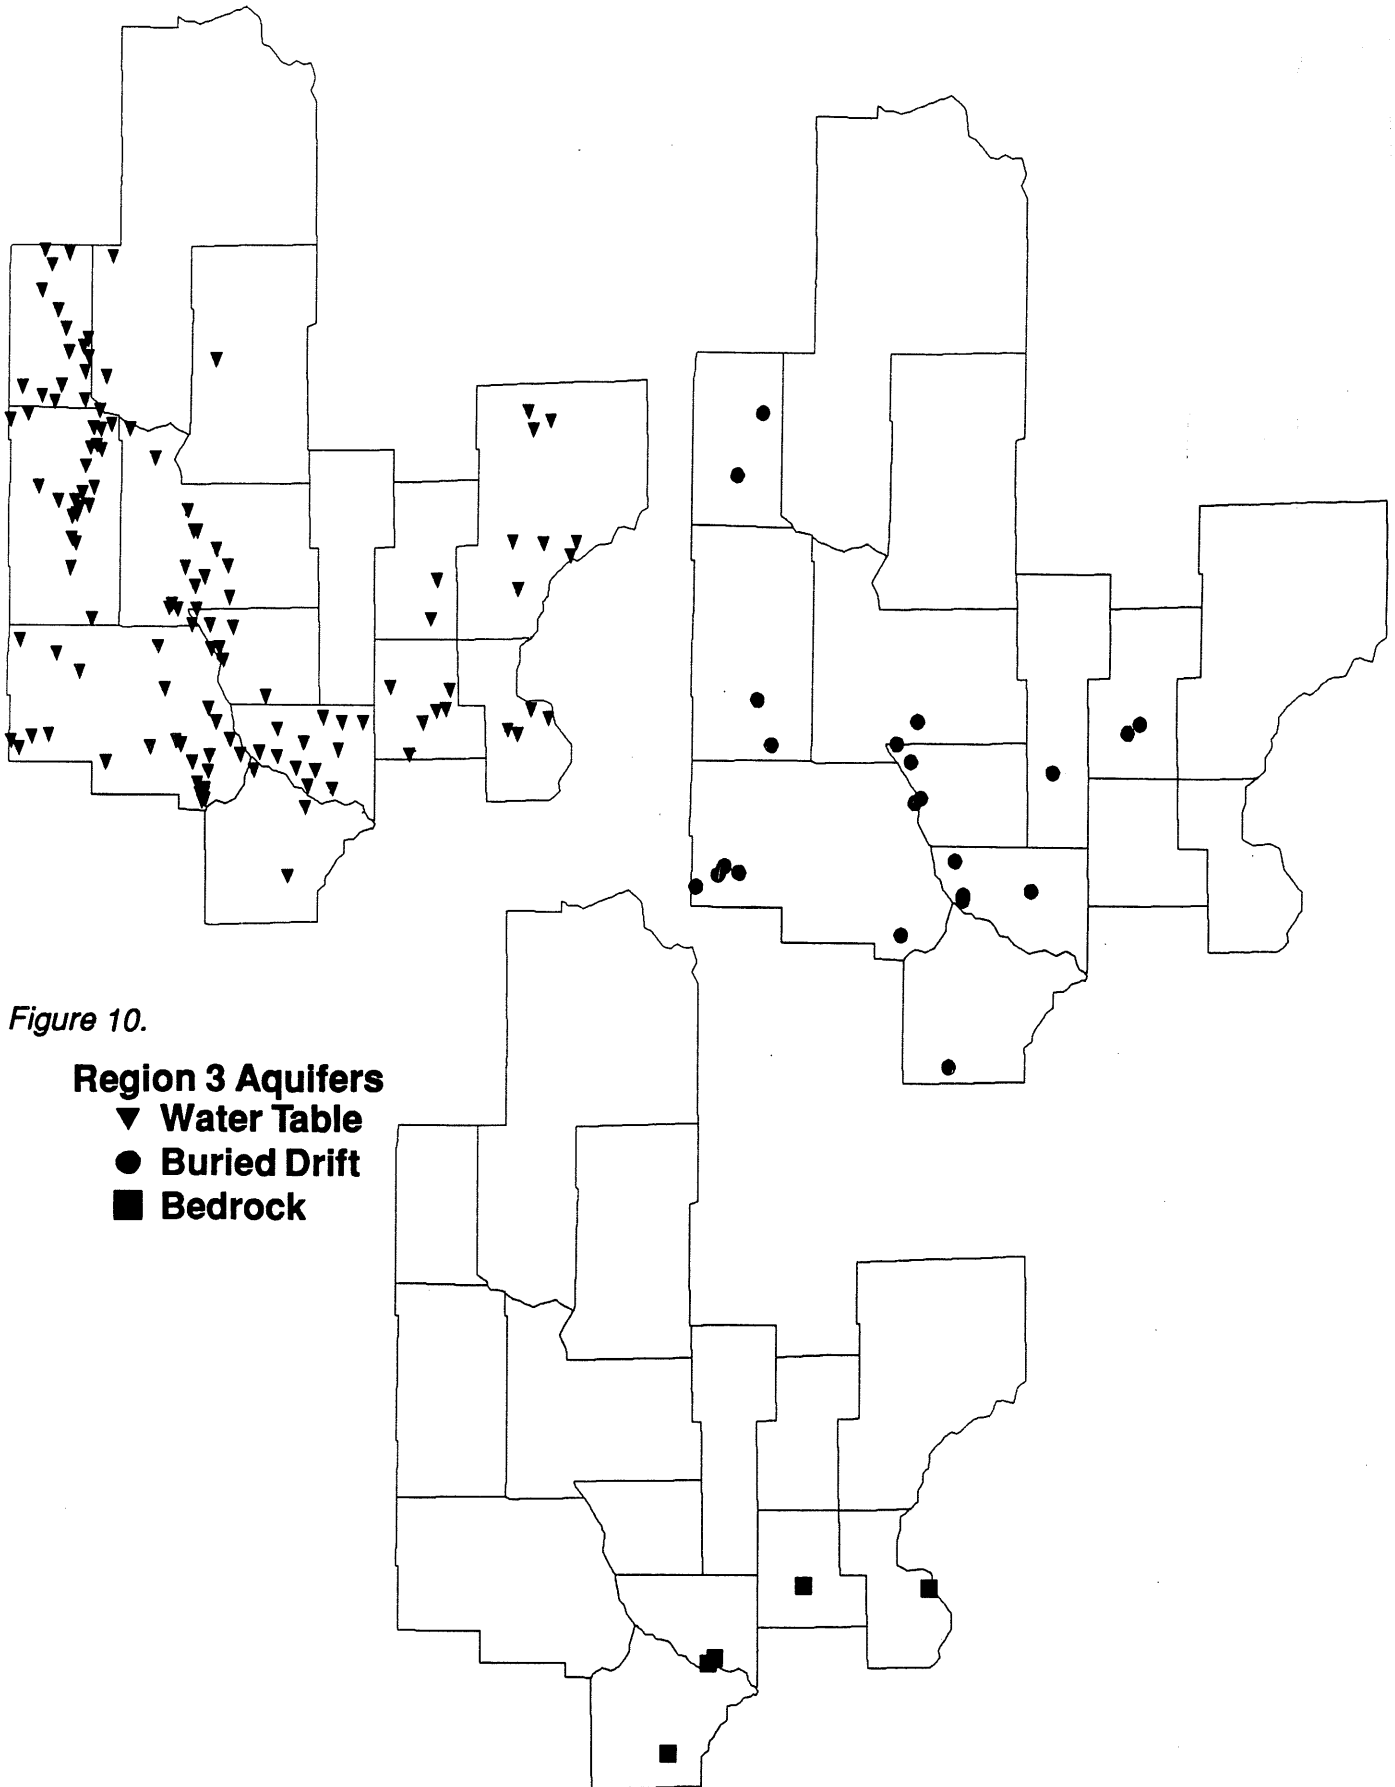 Figure 10.
Region 3 Aquifers
Water Table
Buried Drift
Bedrock